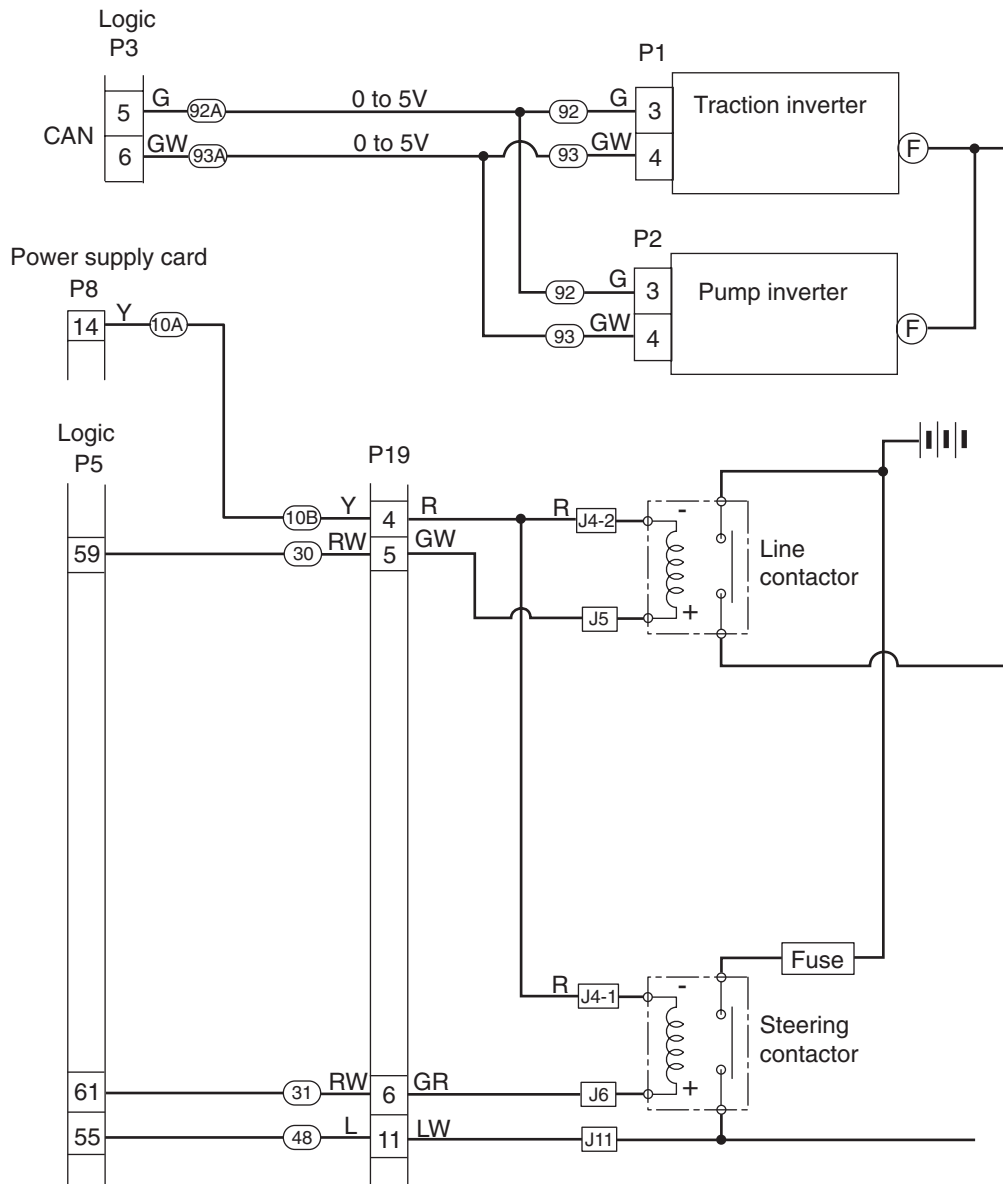 Logic
P3
P1
5
G
92A
0 to 5V
92
G
3
Traction inverter
CAN
6
GW
93A
0 to 5V
93
GW
4
F
Power supply card
P2
P8
92
G
3
Pump inverter
14
Y
10A
93
GW
4
F
Logic
P5
P19
10B
Y
4
R
R
J4-2
-
59
30
RW
5
GW
Line
contactor
J5
+
Fuse
R
J4-1
-
Steering
contactor
61
31
RW
6
GR
J6
+
55
48
L
11
LW
J11